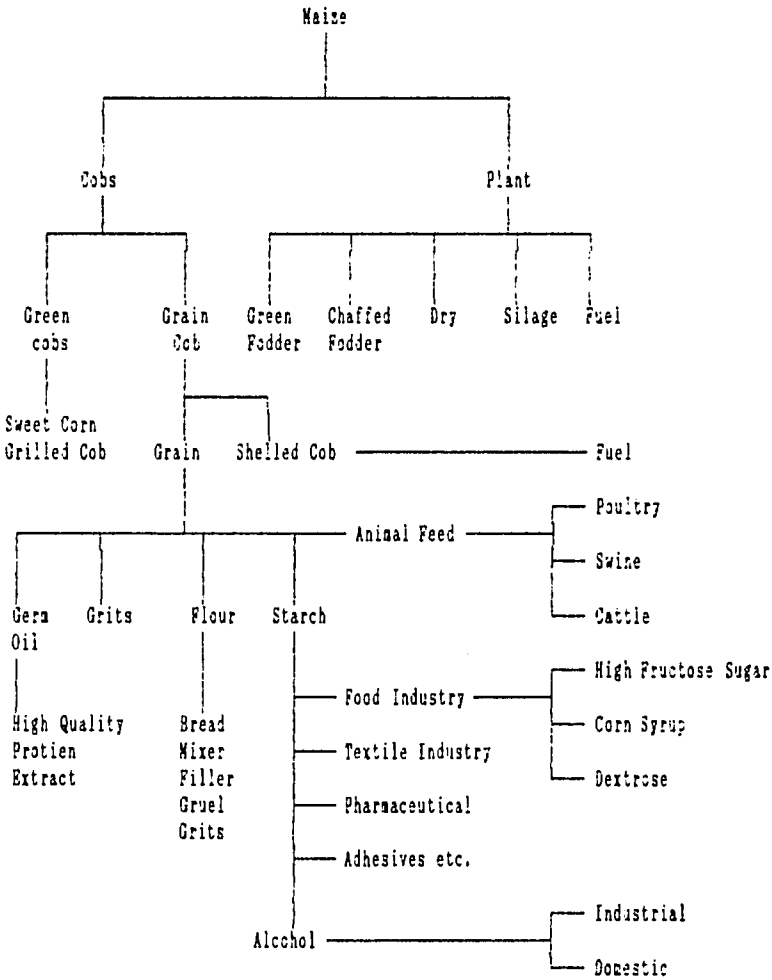 Maize
Cobs Plant
Green Grain Green Chaffed Dry Silage Fuel
cobs Cob Fodder Fodder
Sweet Corn
Grilled Cob Grain Shelled Cob Fuel
Poultry
Animal Feed
Swine
Germ Grits Flour Starch Cattle
Oil
High Fructose Sugar
Food Industry
High Quality Bread Corn Syrup
Protien Mixer Textile Industry
Extract Filler Dextrose
Gruel Pharmaceutical
Grits
Adhesives etc.
Industrial
Alcohol
Domestic